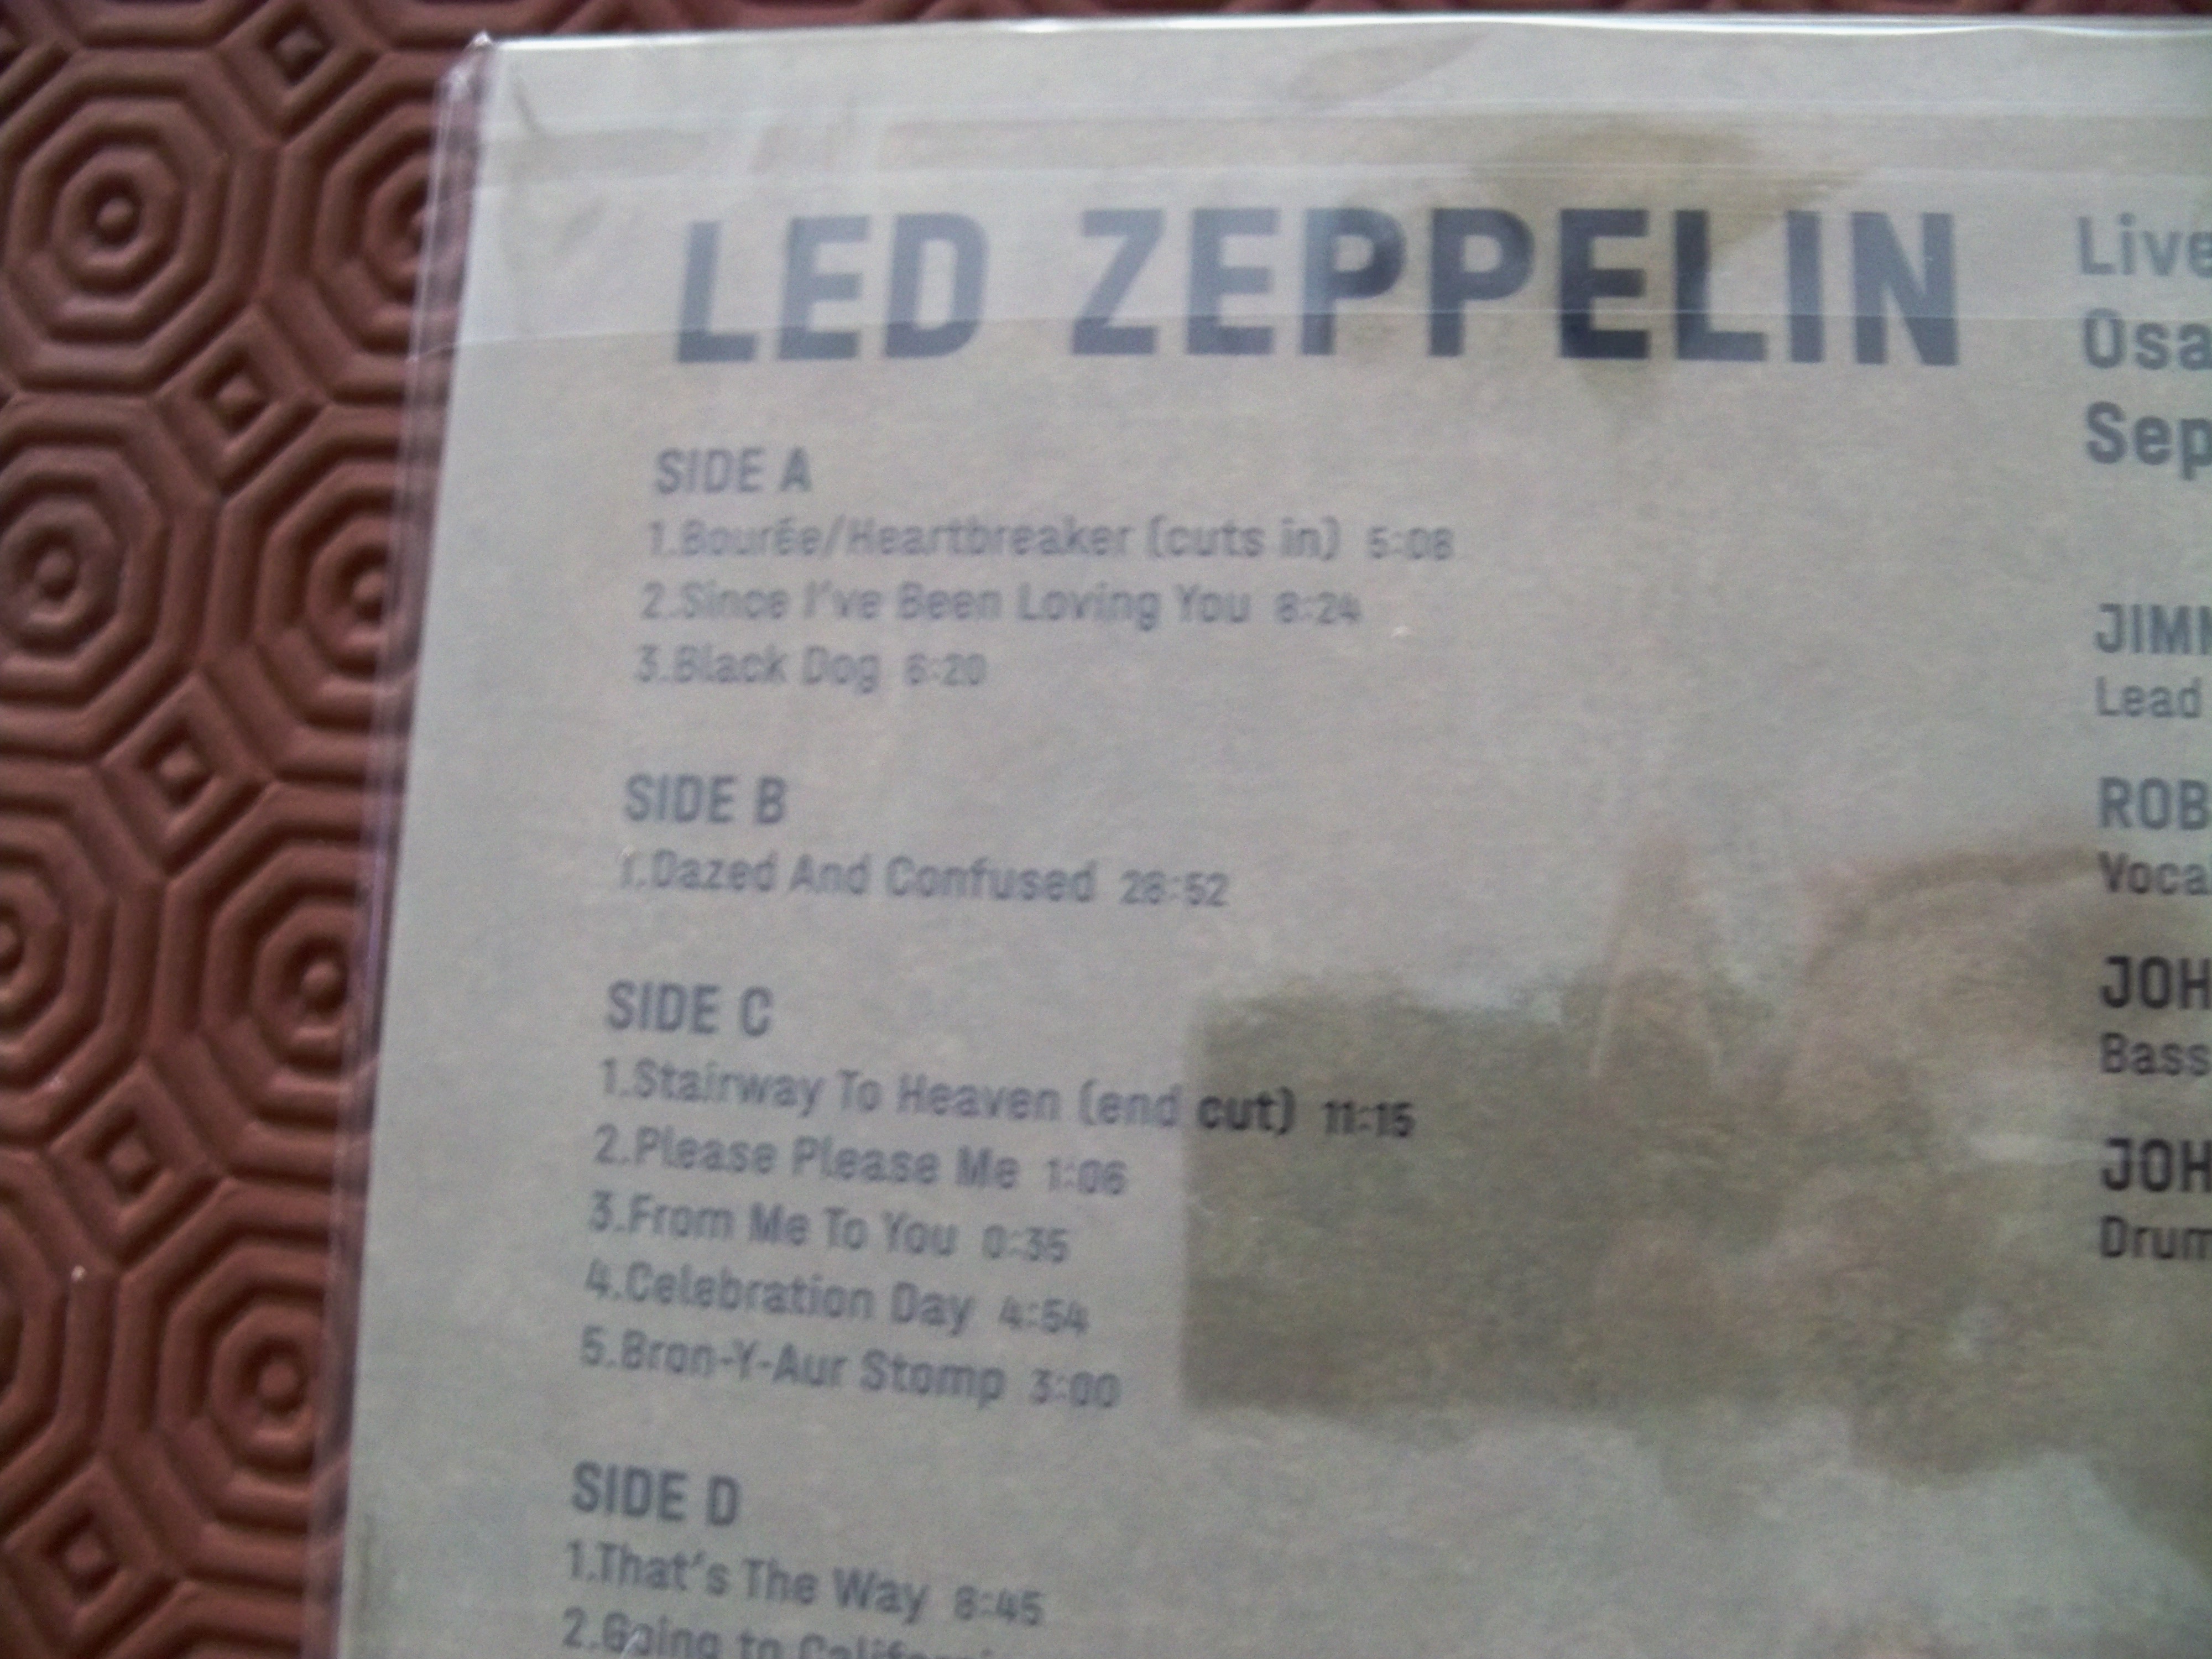 LED ZEPPELIN
SIDE A
1.Bourée/Heartbreaker (cuts in) 5:08
2.Since I've Been Loving You 8:24
3.Black Dog 6:20
SIDE B
1.Dazed And Confused 28:52
SIDE C
1.Stairway To Heaven (end cut) 11:15
2.Please Please Me 1:06
3.From Me To You 0:35
4.Celebration Day 4:54
5.Bron-Y-Aur Stomp 3:00
SIDE D
1.That's The Way 8:45
2.Going to Californi
Live
Osa
Sep
JIMM
Lead
ROB
Voca
JOH
Bass
JOH
Drum